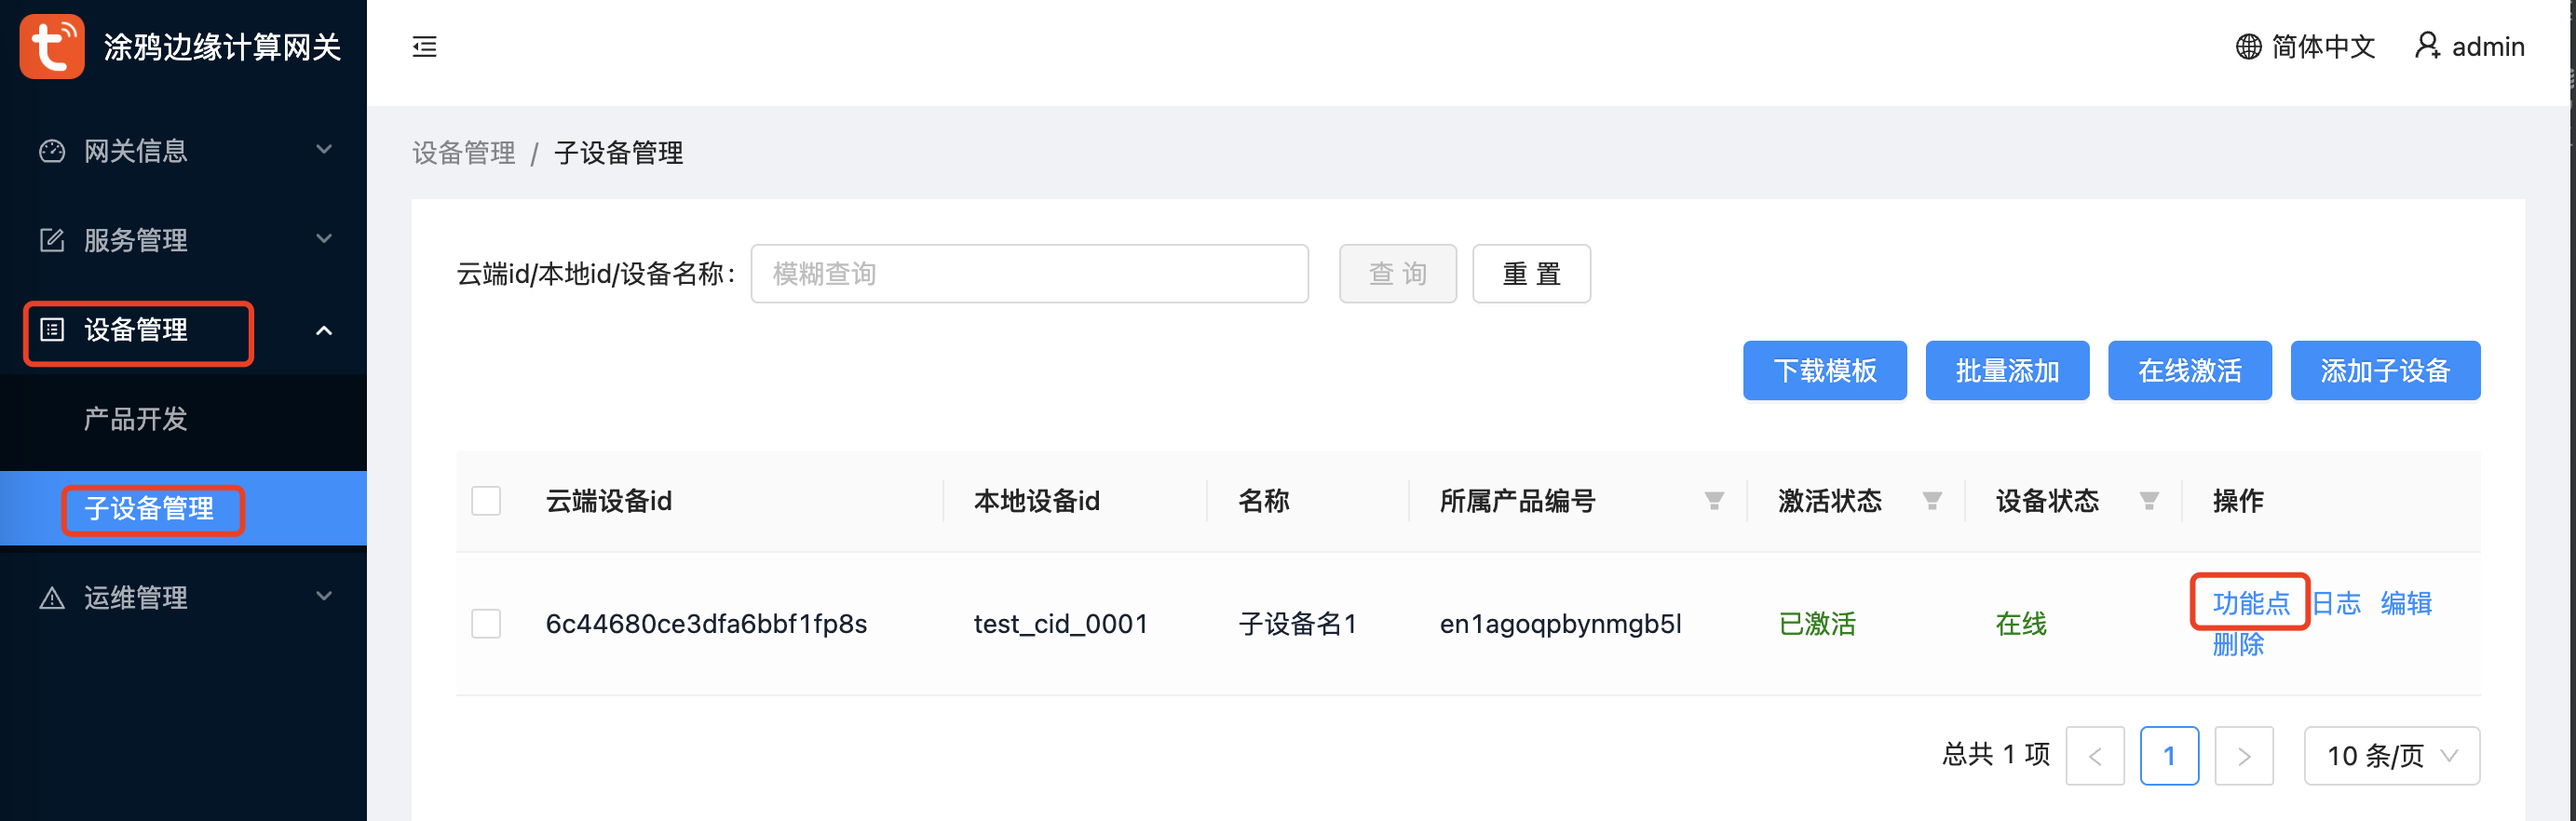 涂鸦边缘计算网关
简体中文 admin
网关信息
服务管理
设备管理
产品开发
子设备管理
运维管理
设备管理 / 子设备管理
云端id/本地id/设备名称: 模糊查询 查 询 重 置
下载模板 批量添加 在线激活 添加子设备
云端设备id 本地设备id 名称 所属产品编号 激活状态 设备状态 操作
6c44680ce3dfa6bbf1fp8s test_cid_0001 子设备名1 en1agoqpbynmgb5l 已激活 在线 功能点 日志 编辑
删除
总共 1 项 < 1 > 10 条/页